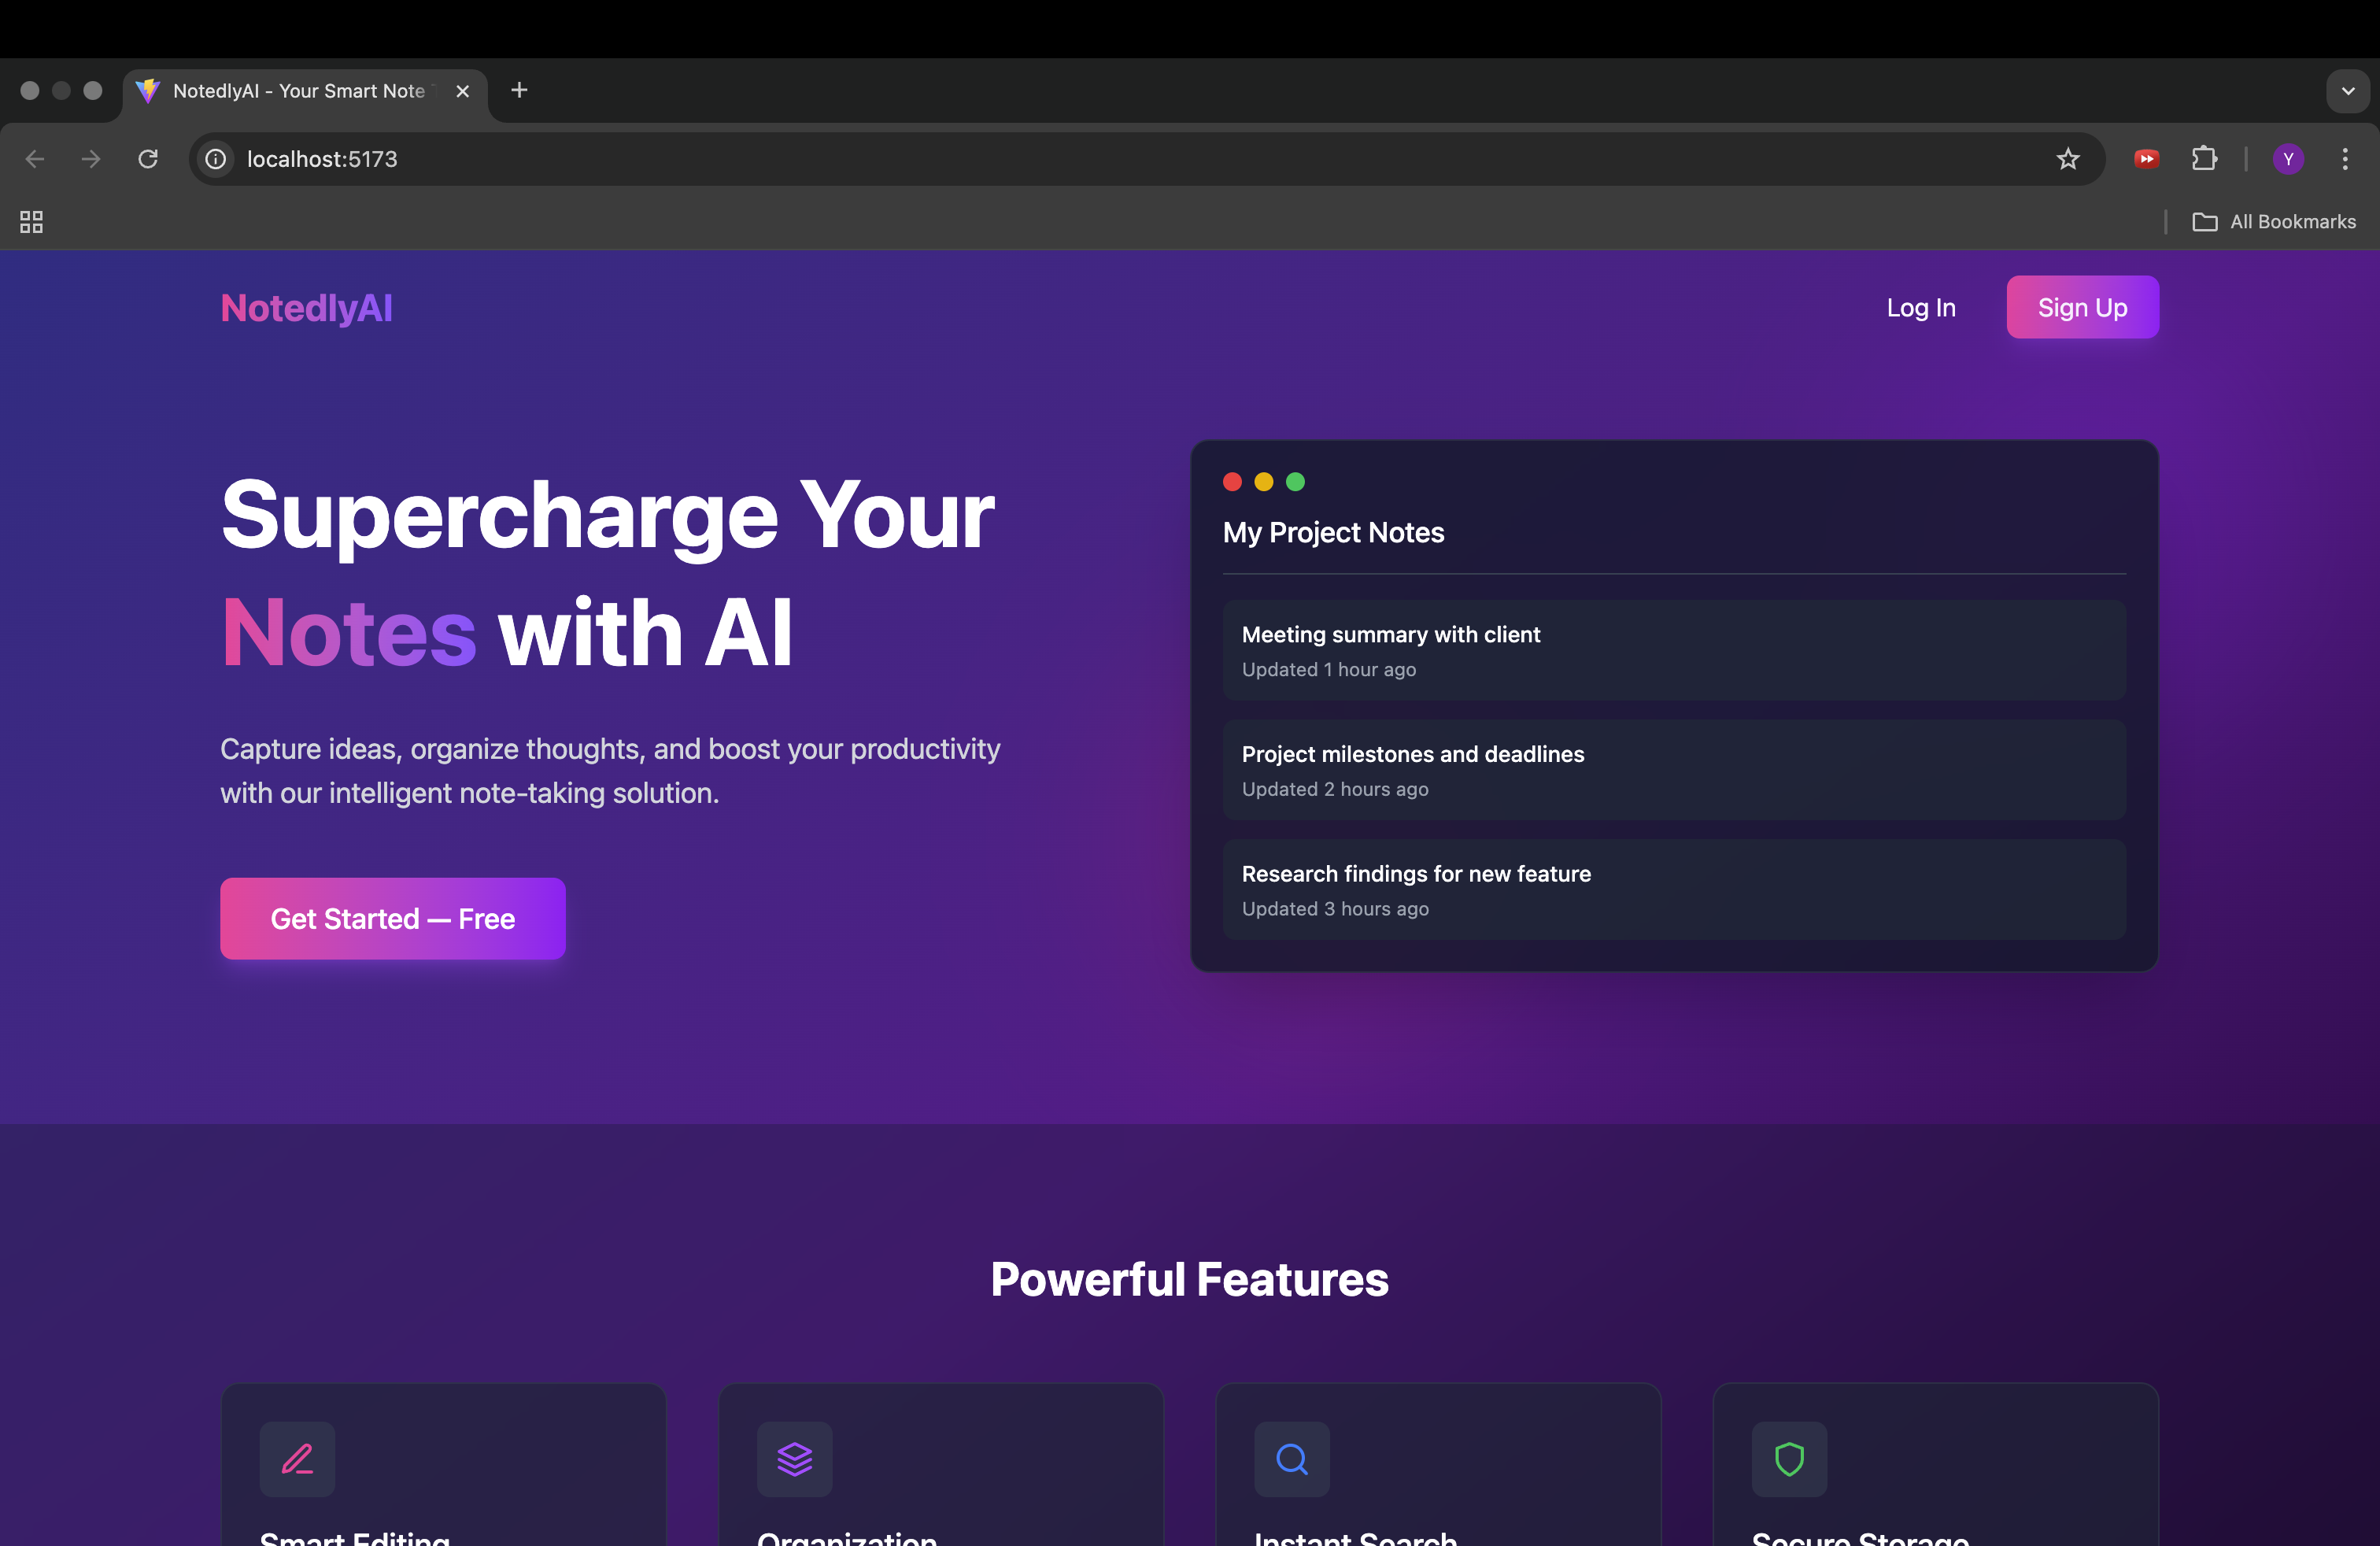 NotedlyAI - Your Smart Note
localhost:5173
Y
All Bookmarks
NotedlyAI
Log In
Sign Up
Supercharge Your
Notes with AI
Capture ideas, organize thoughts, and boost your productivity
with our intelligent note-taking solution.
Get Started — Free
My Project Notes
Meeting summary with client
Updated 1 hour ago
Project milestones and deadlines
Updated 2 hours ago
Research findings for new feature
Updated 3 hours ago
Powerful Features
Smart Editing
Organization
Instant Search
Secure Storage